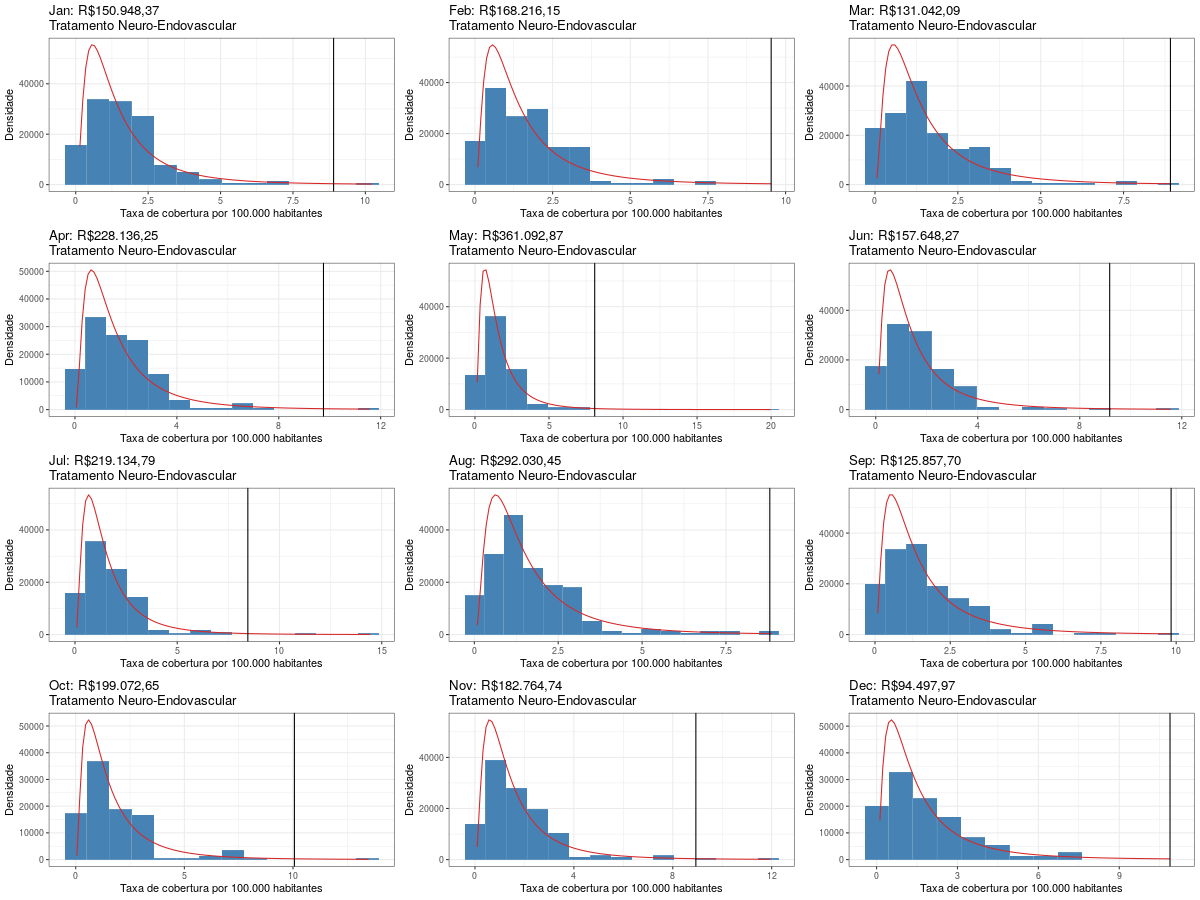 Jan: R$150.948,37
Tratamento Neuro-Endovascular
Densidade
40000
20000
0
0
2.5
5.0
7.5
10.0
Taxa de cobertura por 100.000 habitantes
Feb: R$168.216,15
Tratamento Neuro-Endovascular
Densidade
40000
20000
0
0
2.5
5.0
7.5
10
Taxa de cobertura por 100.000 habitantes
Mar: R$131.042,09
Tratamento Neuro-Endovascular
Densidade
40000
20000
0
0
2.5
5.0
7.5
Taxa de cobertura por 100.000 habitantes
Apr: R$228.136,25
Tratamento Neuro-Endovascular
Densidade
50000
40000
30000
20000
10000
0
0
4
8
12
Taxa de cobertura por 100.000 habitantes
May: R$361.092,87
Tratamento Neuro-Endovascular
Densidade
40000
20000
0
0
5
10
15
20
Taxa de cobertura por 100.000 habitantes
Jun: R$157.648,27
Tratamento Neuro-Endovascular
Densidade
40000
20000
0
0
4
8
12
Taxa de cobertura por 100.000 habitantes
Jul: R$219.134,79
Tratamento Neuro-Endovascular
Densidade
40000
20000
0
0
5
10
15
Taxa de cobertura por 100.000 habitantes
Aug: R$292.030,45
Tratamento Neuro-Endovascular
Densidade
40000
20000
0
0
2.5
5.0
7.5
Taxa de cobertura por 100.000 habitantes
Sep: R$125.857,70
Tratamento Neuro-Endovascular
Densidade
40000
20000
0
0
2.5
5.0
7.5
10
Taxa de cobertura por 100.000 habitantes
Oct: R$199.072,65
Tratamento Neuro-Endovascular
Densidade
50000
40000
30000
20000
10000
0
0
5
10
Taxa de cobertura por 100.000 habitantes
Nov: R$182.764,74
Tratamento Neuro-Endovascular
Densidade
40000
20000
0
0
4
8
12
Taxa de cobertura por 100.000 habitantes
Dec: R$94.497,97
Tratamento Neuro-Endovascular
Densidade
50000
40000
30000
20000
10000
0
0
3
6
9
Taxa de cobertura por 100.000 habitantes